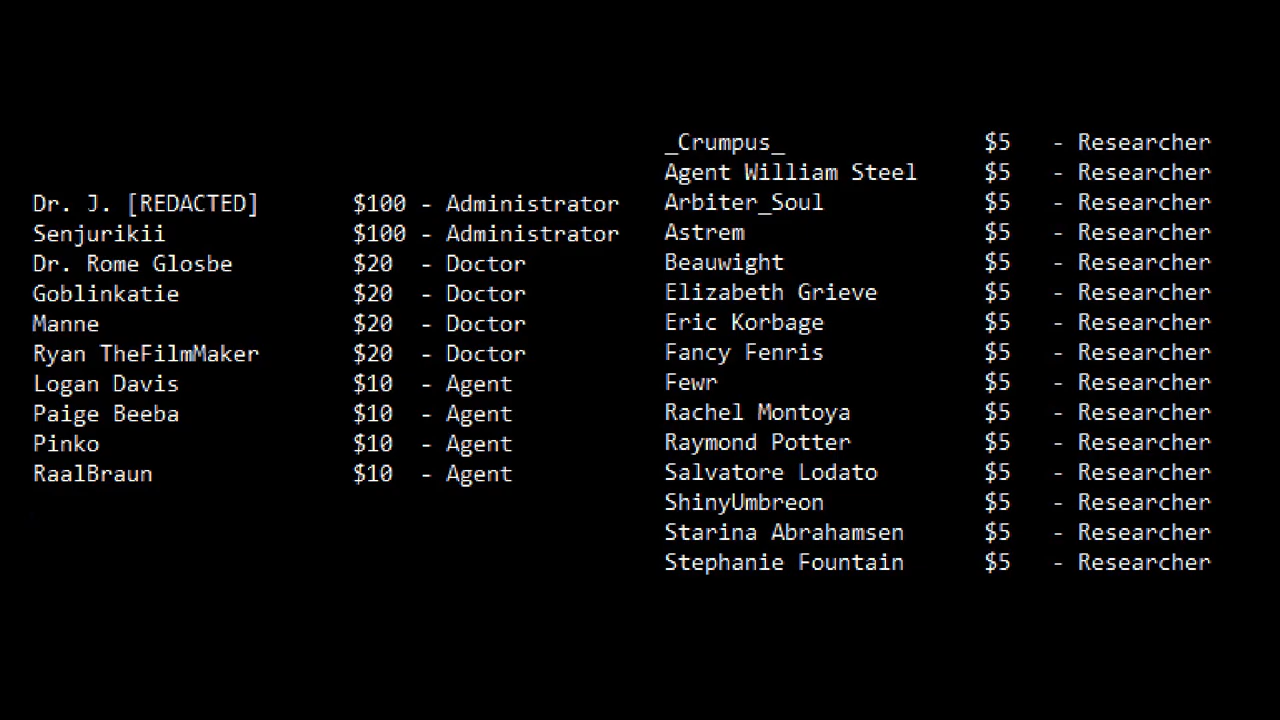 Dr. J. [REDACTED] $100 - Administrator
Senjurikii $100 - Administrator
Dr. Rome Glosbe $20 - Doctor
Goblinkatie $20 - Doctor
Manne $20 - Doctor
Ryan TheFilmMaker $20 - Doctor
Logan Davis $10 - Agent
Paige Beeba $10 - Agent
Pinko $10 - Agent
RaalBraun $10 - Agent
_Crumpus_ $5 - Researcher
Agent William Steel $5 - Researcher
Arbiter_Soul $5 - Researcher
Astrem $5 - Researcher
Beauwight $5 - Researcher
Elizabeth Grieve $5 - Researcher
Eric Korbage $5 - Researcher
Fancy Fenris $5 - Researcher
Fewr $5 - Researcher
Rachel Montoya $5 - Researcher
Raymond Potter $5 - Researcher
Salvatore Lodato $5 - Researcher
ShinyUmbreon $5 - Researcher
Starina Abrahamsen $5 - Researcher
Stephanie Fountain $5 - Researcher